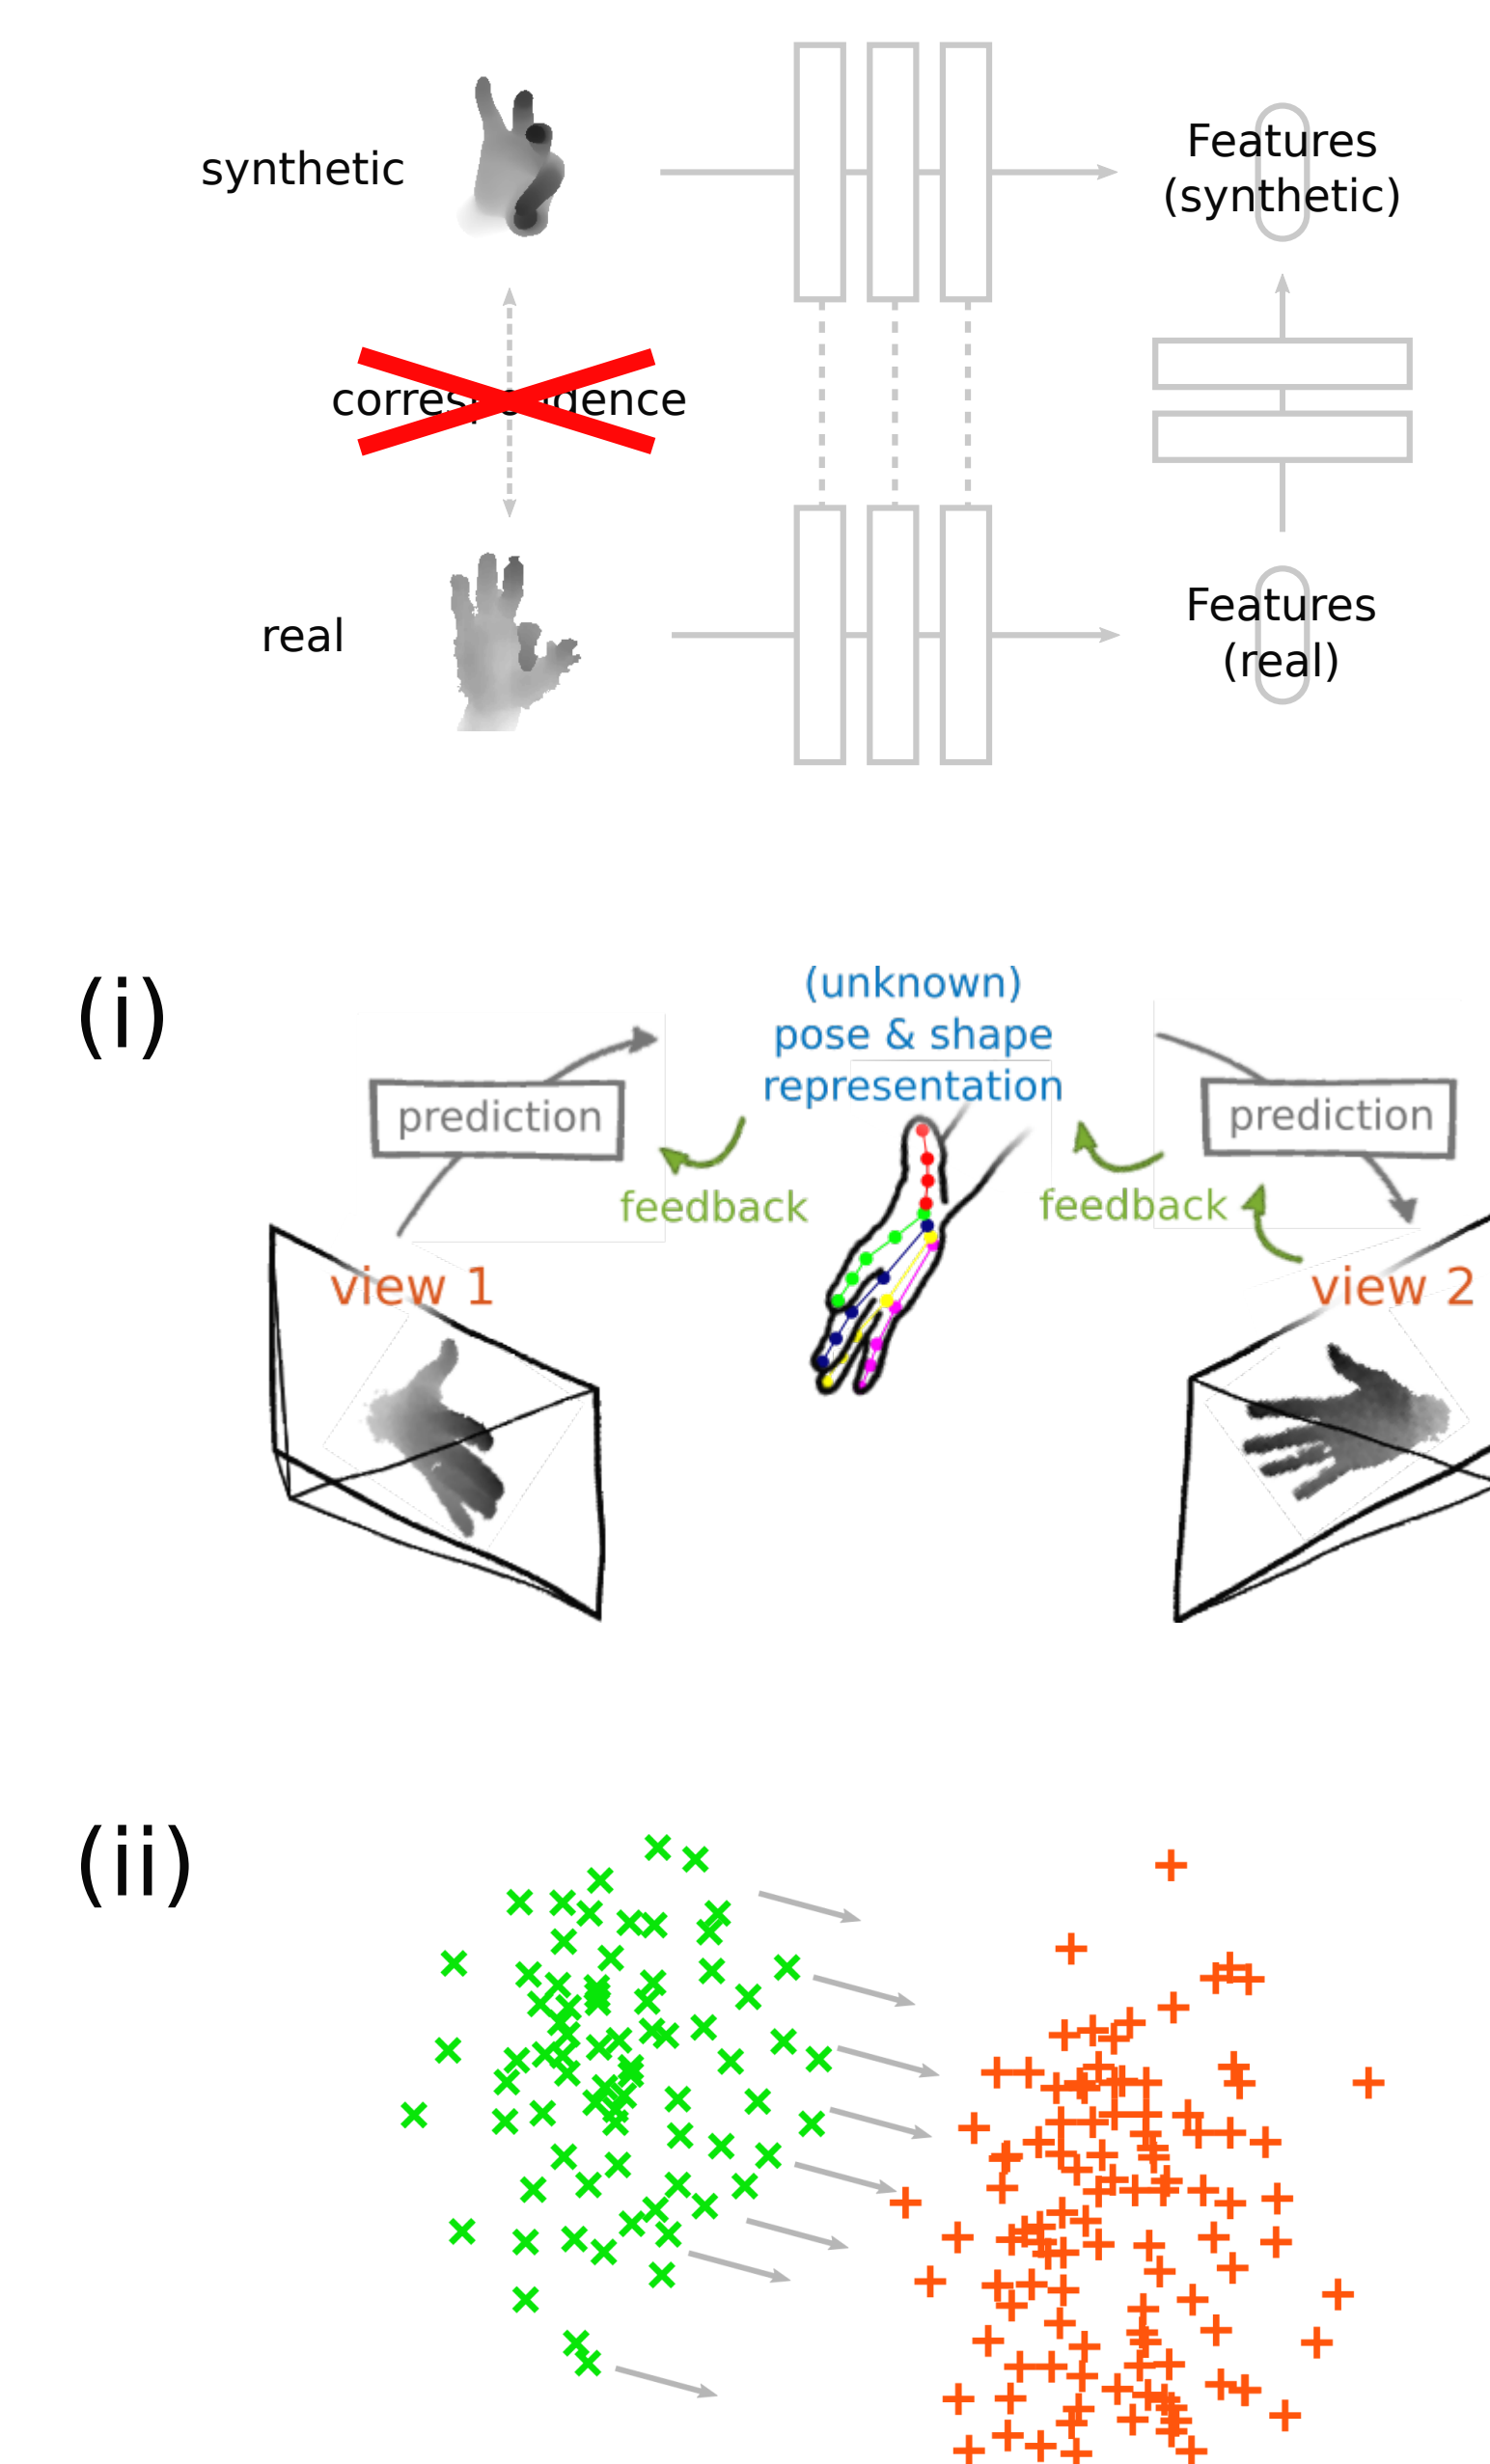 synthetic
Features
(synthetic)
correspondence
real
Features
(real)
(i)
(unknown)
pose & shape
representation
prediction
prediction
feedback
feedback
view 1
view 2
(ii)